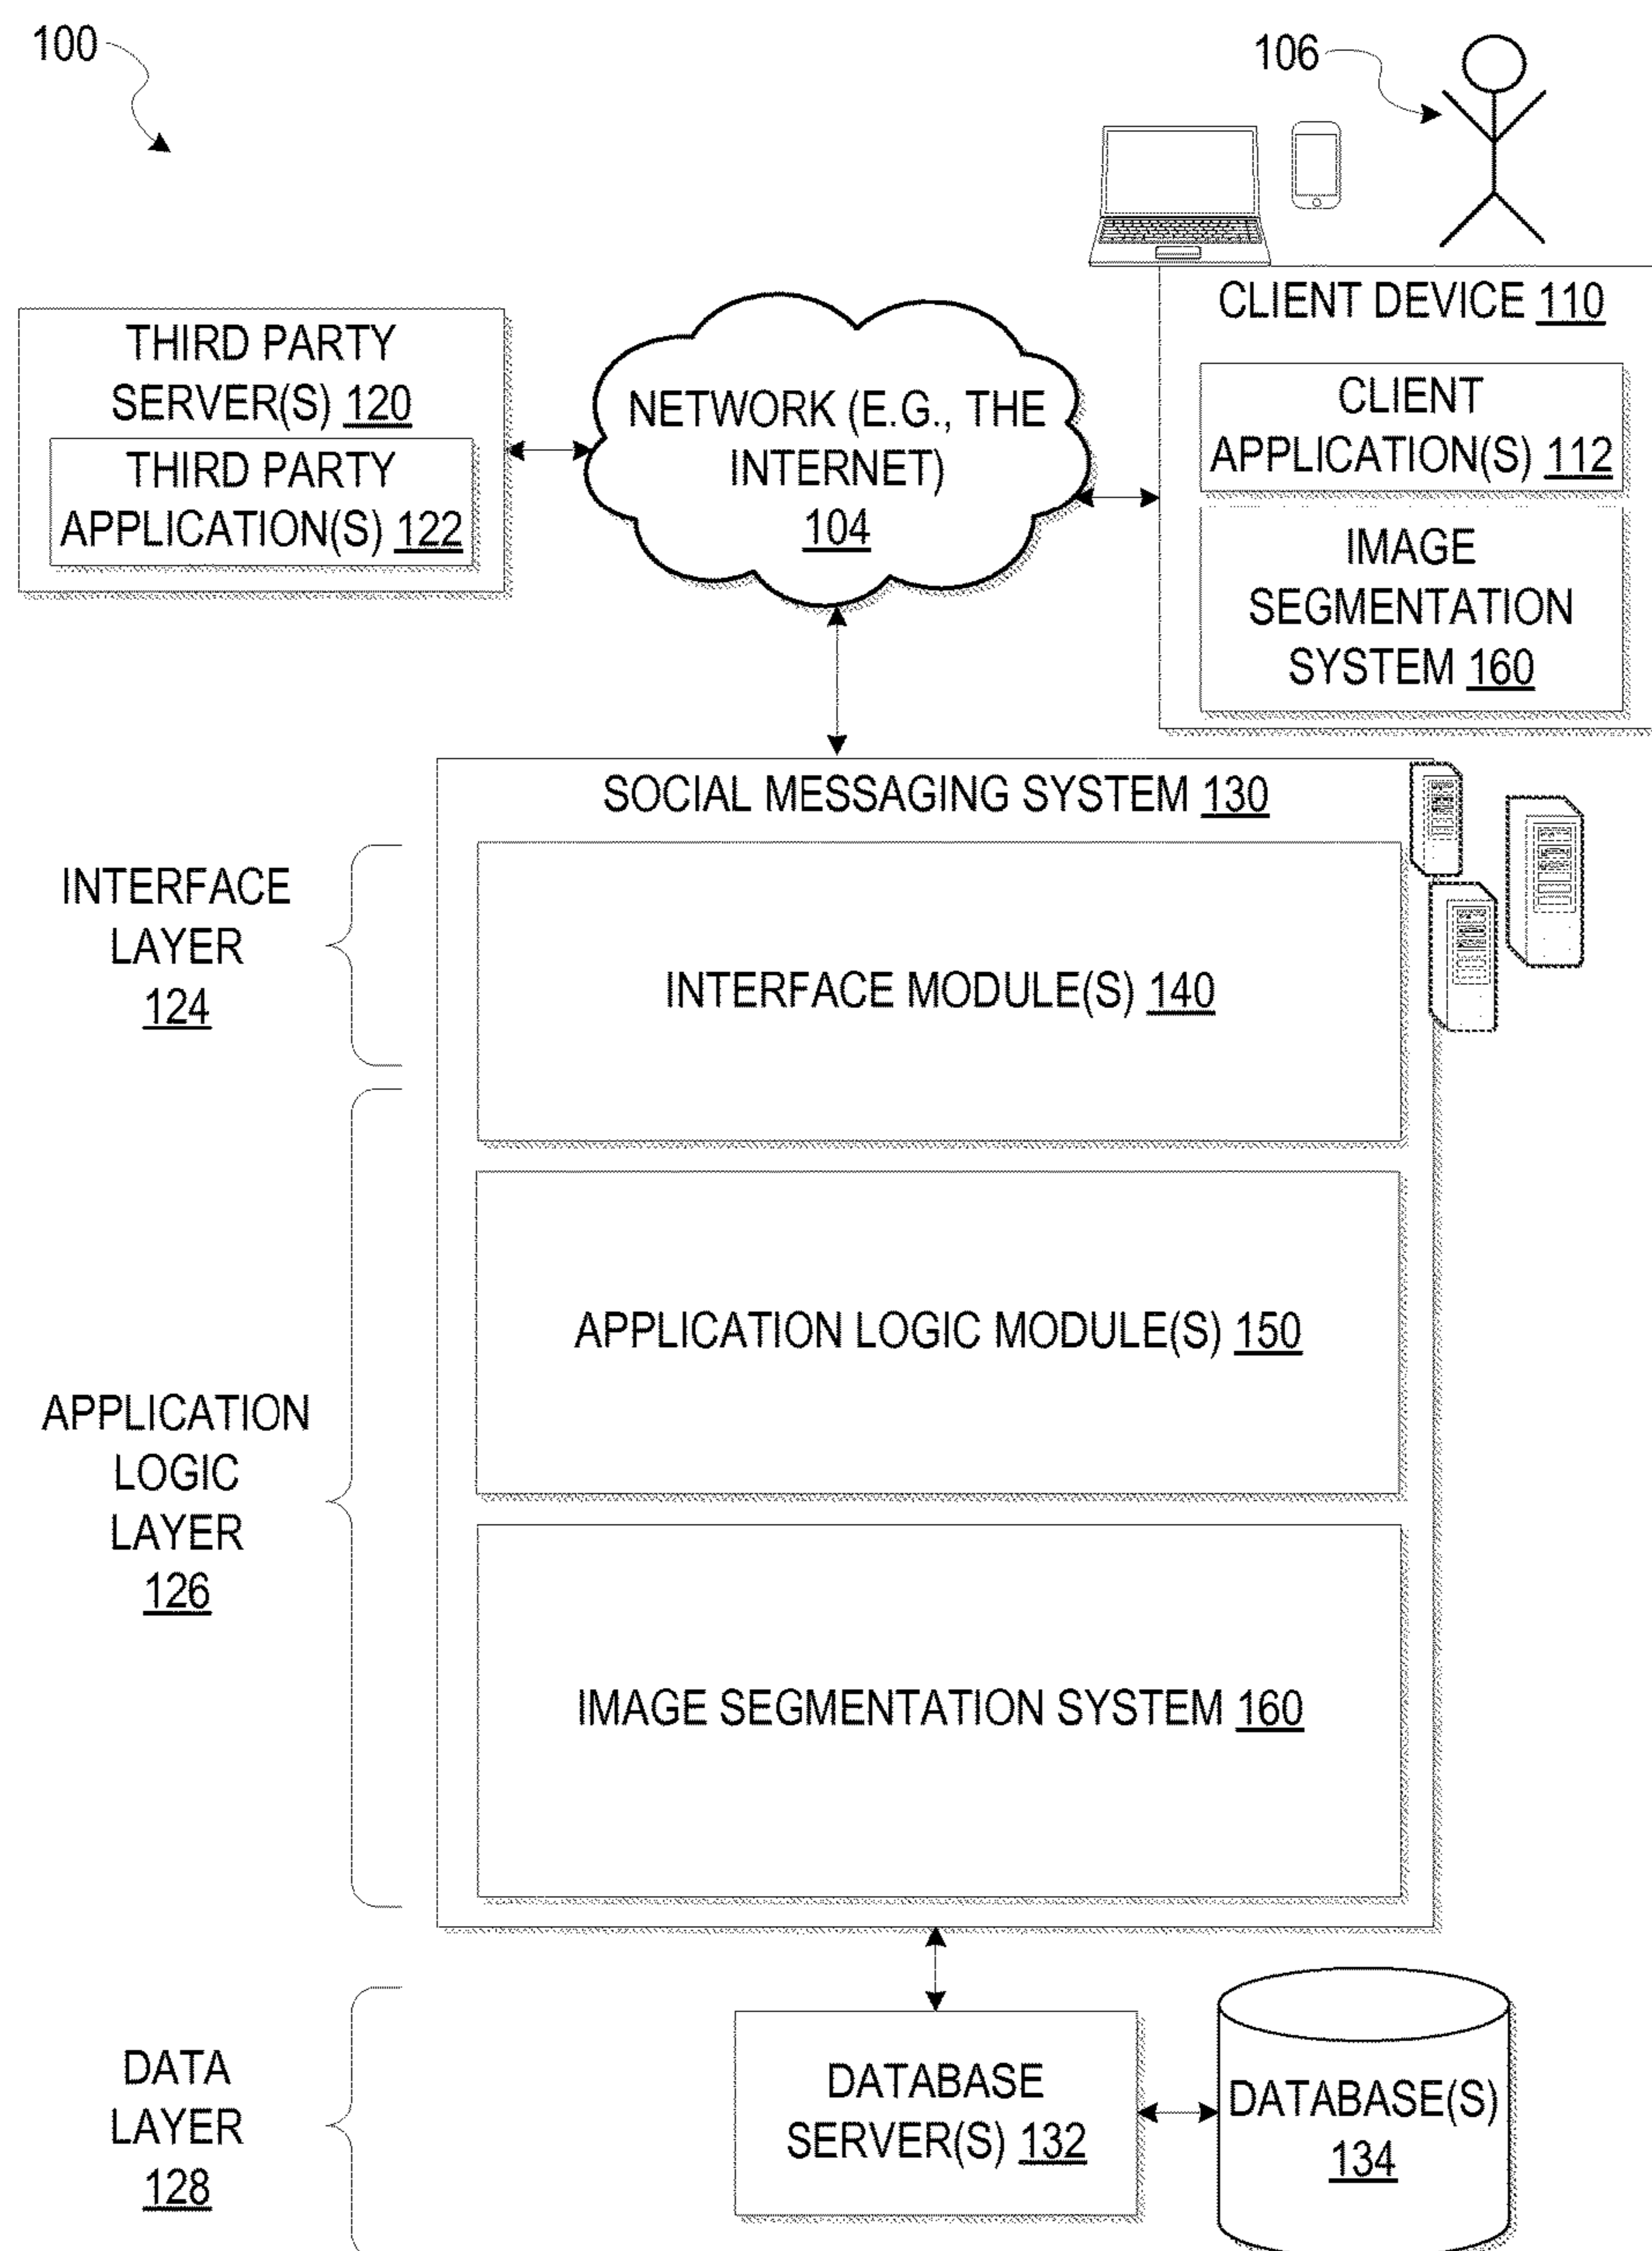 100
106
CLIENT DEVICE 110
THIRD PARTY
SERVER(S) 120
THIRD PARTY
APPLICATION(S) 122
NETWORK (E.G., THE
INTERNET)
104
CLIENT
APPLICATION(S) 112
IMAGE
SEGMENTATION
SYSTEM 160
SOCIAL MESSAGING SYSTEM 130
INTERFACE
LAYER
124
INTERFACE MODULE(S) 140
APPLICATION LOGIC MODULE(S) 150
APPLICATION
LOGIC
LAYER
126
IMAGE SEGMENTATION SYSTEM 160
DATA
LAYER
128
DATABASE
SERVER(S) 132
DATABASE(S)
134